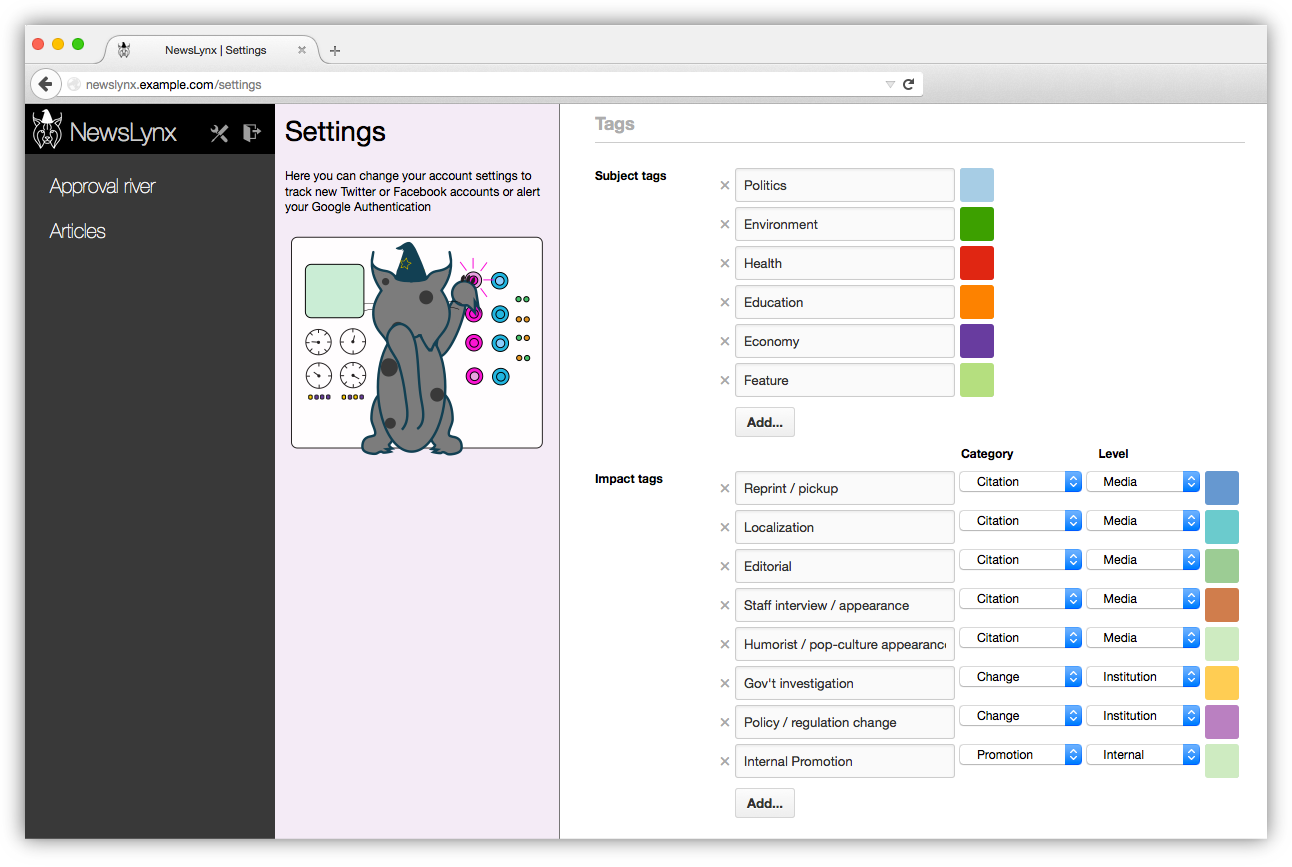 NewsLynx | Settings
newslynx.example.com/settings
NewsLynx
Approval river
Articles
Settings
Here you can change your account settings to
track new Twitter or Facebook accounts or alert
your Google Authentication
Tags
Subject tags
Politics
Environment
Health
Education
Economy
Feature
Add...
Category Level
Impact tags
Reprint / pickup Citation Media
Localization Citation Media
Editorial Citation Media
Staff interview / appearance Citation Media
Humorist / pop-culture appearance Citation Media
Gov't investigation Change Institution
Policy / regulation change Change Institution
Internal Promotion Promotion Internal
Add...